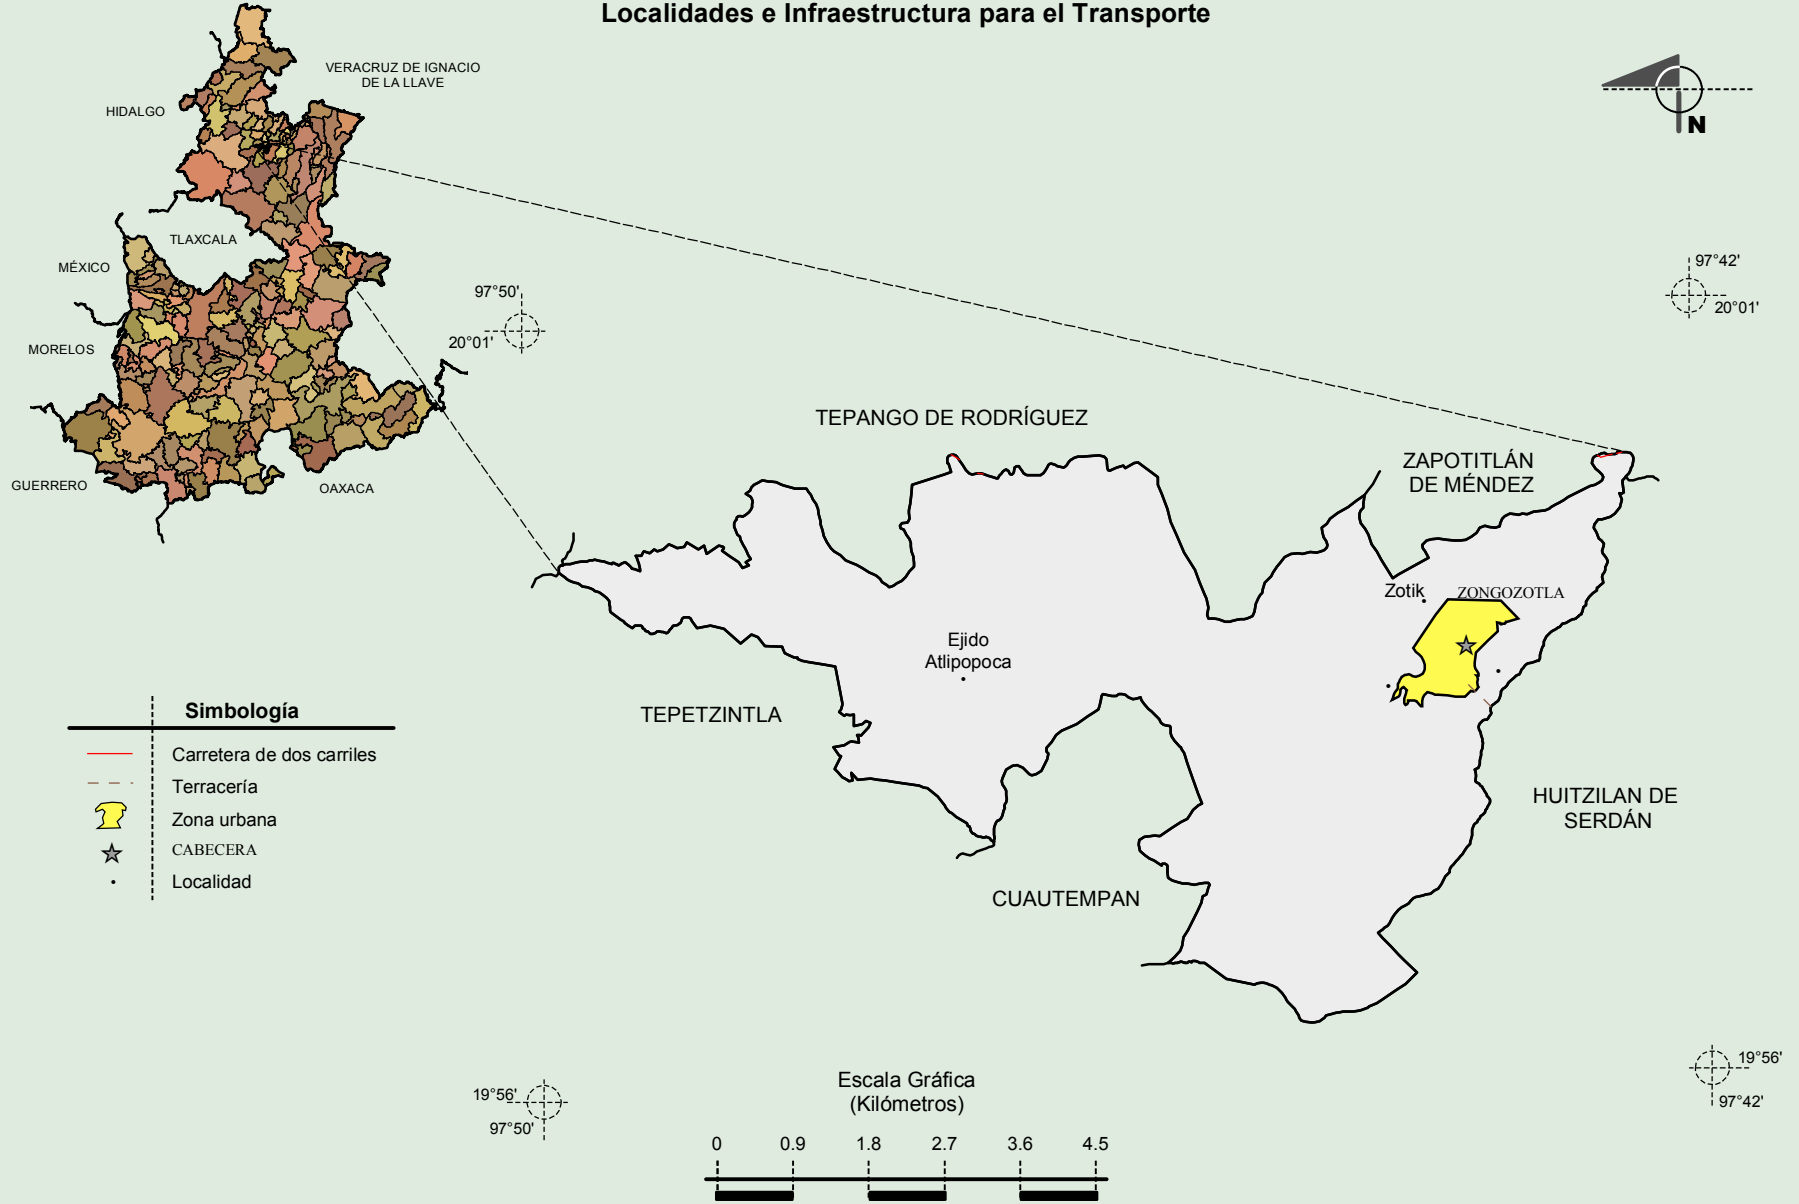 Localidades e Infraestructura para el Transporte
VERACRUZ DE IGNACIO
DE LA LLAVE
HIDALGO
TLAXCALA
MÉXICO
MORELOS
GUERRERO
OAXACA
N
97°50'
20°01'
97°42'
20°01'
TEPANGO DE RODRÍGUEZ
ZAPOTITLÁN
DE MÉNDEZ
Zotik
ZONGOZOTLA
Ejido
Atlipopoca
TEPETZINTLA
HUITZILAN DE
SERDÁN
CUAUTEMPAN
Simbología
Carretera de dos carriles
Terracería
Zona urbana
CABECERA
Localidad
19°56'
97°50'
19°56'
97°42'
Escala Gráfica
(Kilómetros)
0 0.9 1.8 2.7 3.6 4.5